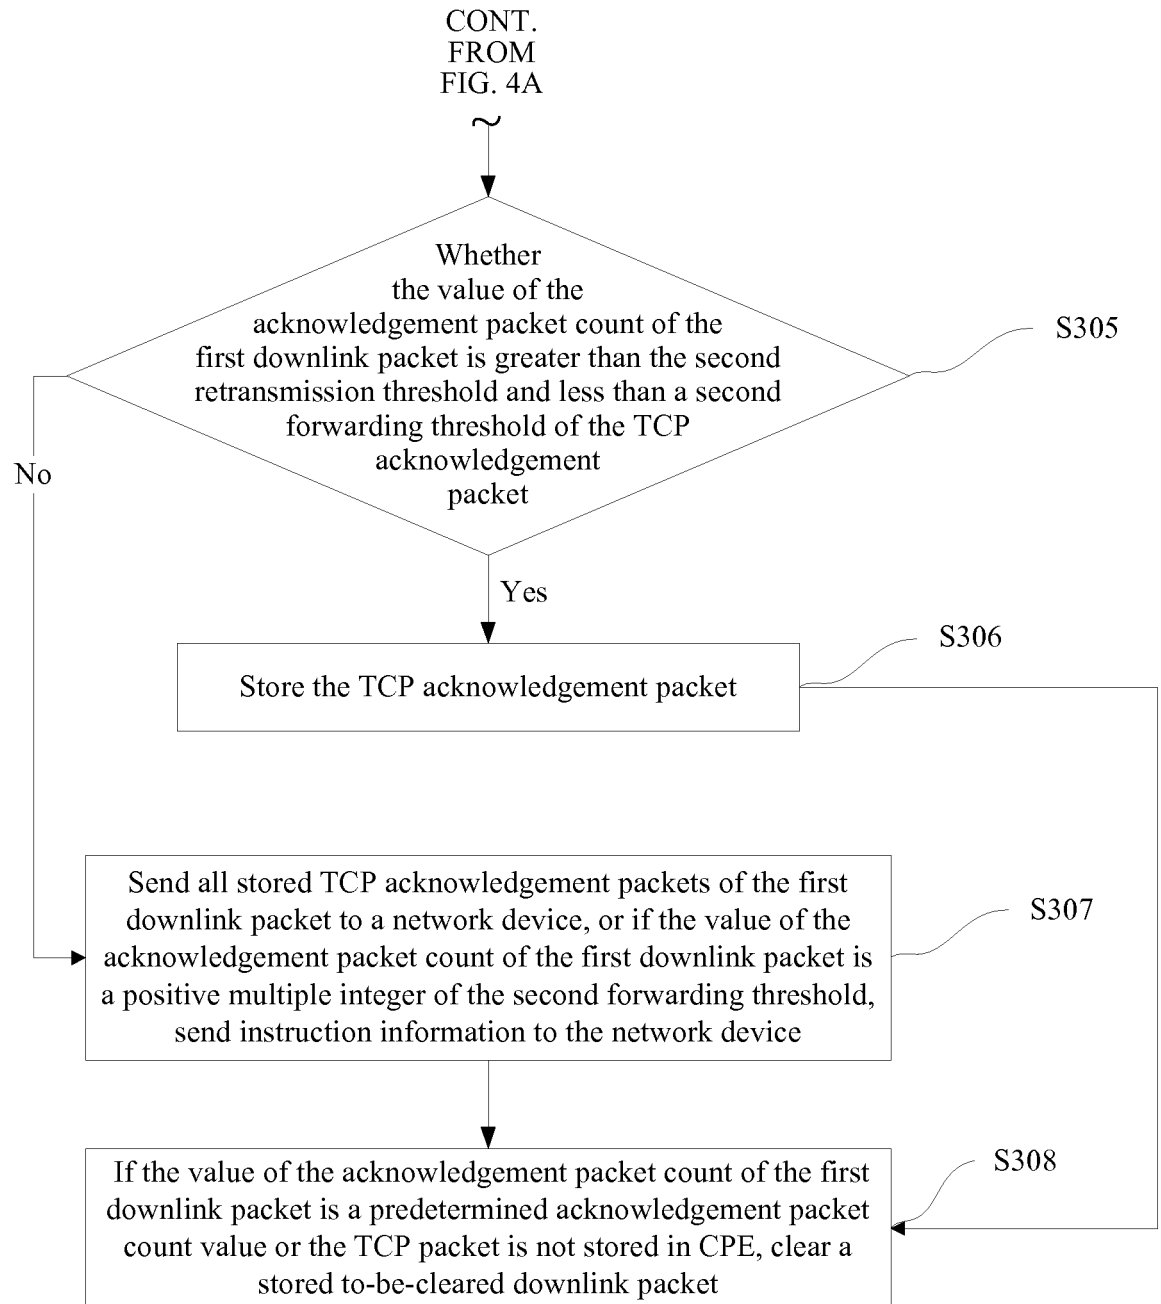 CONT.
FROM
FIG. 4A
Whether
the value of the
acknowledgement packet count of the
first downlink packet is greater than the second
retransmission threshold and less than a second
forwarding threshold of the TCP
acknowledgement
packet
S305
No
Yes
S306
Store the TCP acknowledgement packet
Send all stored TCP acknowledgement packets of the first
downlink packet to a network device, or if the value of the
acknowledgement packet count of the first downlink packet is
a positive multiple integer of the second forwarding threshold,
send instruction information to the network device
S307
If the value of the acknowledgement packet count of the first
downlink packet is a predetermined acknowledgement packet
count value or the TCP packet is not stored in CPE, clear a
stored to-be-cleared downlink packet
S308